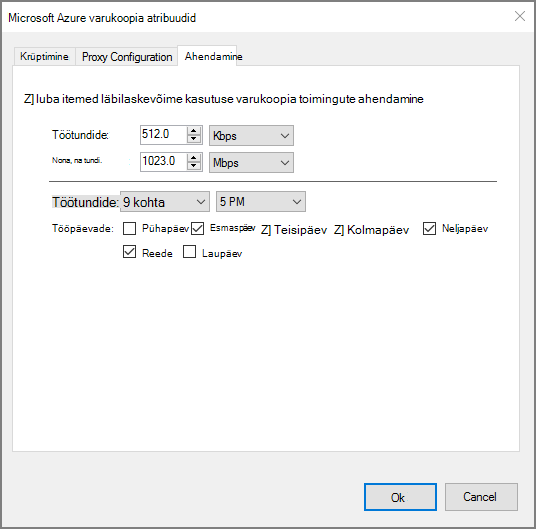 Microsoft Azure varukoopia atribuudid
Krüptimine Proxy Configuration Ahendamine
Z] luba itemed läbilaskevõime kasutuse varukoopia toimingute ahendamine
Töötundide: 512.0 Kbps
Nona, na tundi. 1023.0 Mbps
Töötundide: 9 kohta 5 PM
Tööpäevade: Pühapäev Esmaspäev Z] Teisipäev Z] Kolmapäev Neljapäev
Reede Laupäev
Ok Cancel